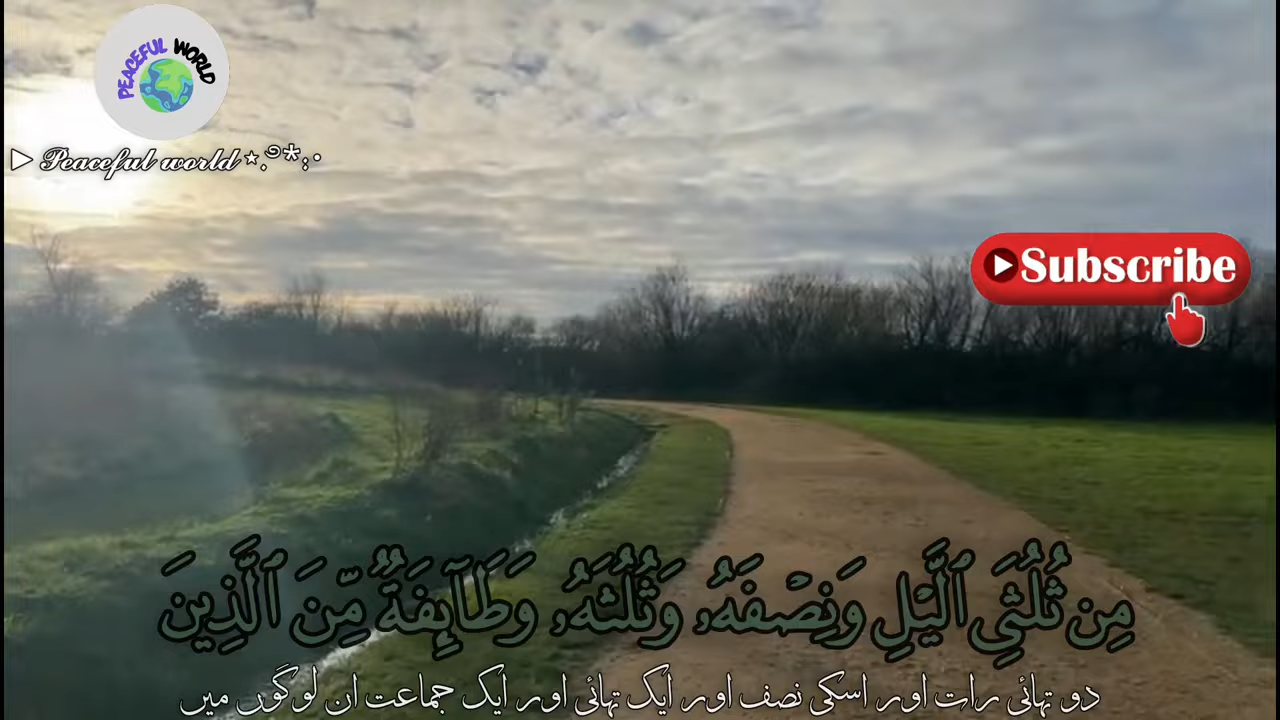 PEACEFUL WORLD
Peaceful world
Subscribe
مِن ثُلُثَىِ ٱلَّيْلِ وَنِصْفَهُۥ وَثُلُثَهُۥ وَطَآئِفَةٌ مِّنَ ٱلَّذِينَ
دو تہائی رات اور اسکی نصف اور ایک تہائی اور ایک جماعت ان لوگوں میں